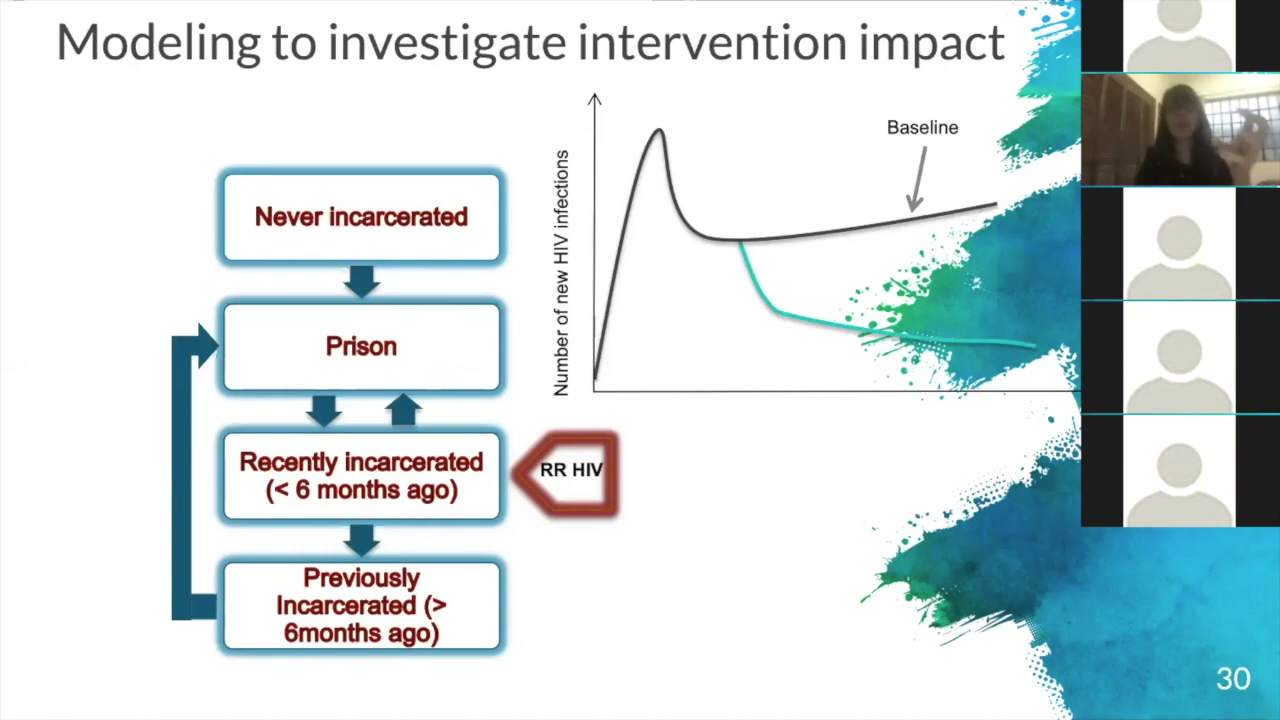 Modeling to investigate intervention impact
Never incarcerated
Prison
Recently incarcerated
(< 6 months ago)
Previously
Incarcerated (>
6months ago)
RR HIV
Number of new HIV infections
Baseline
30